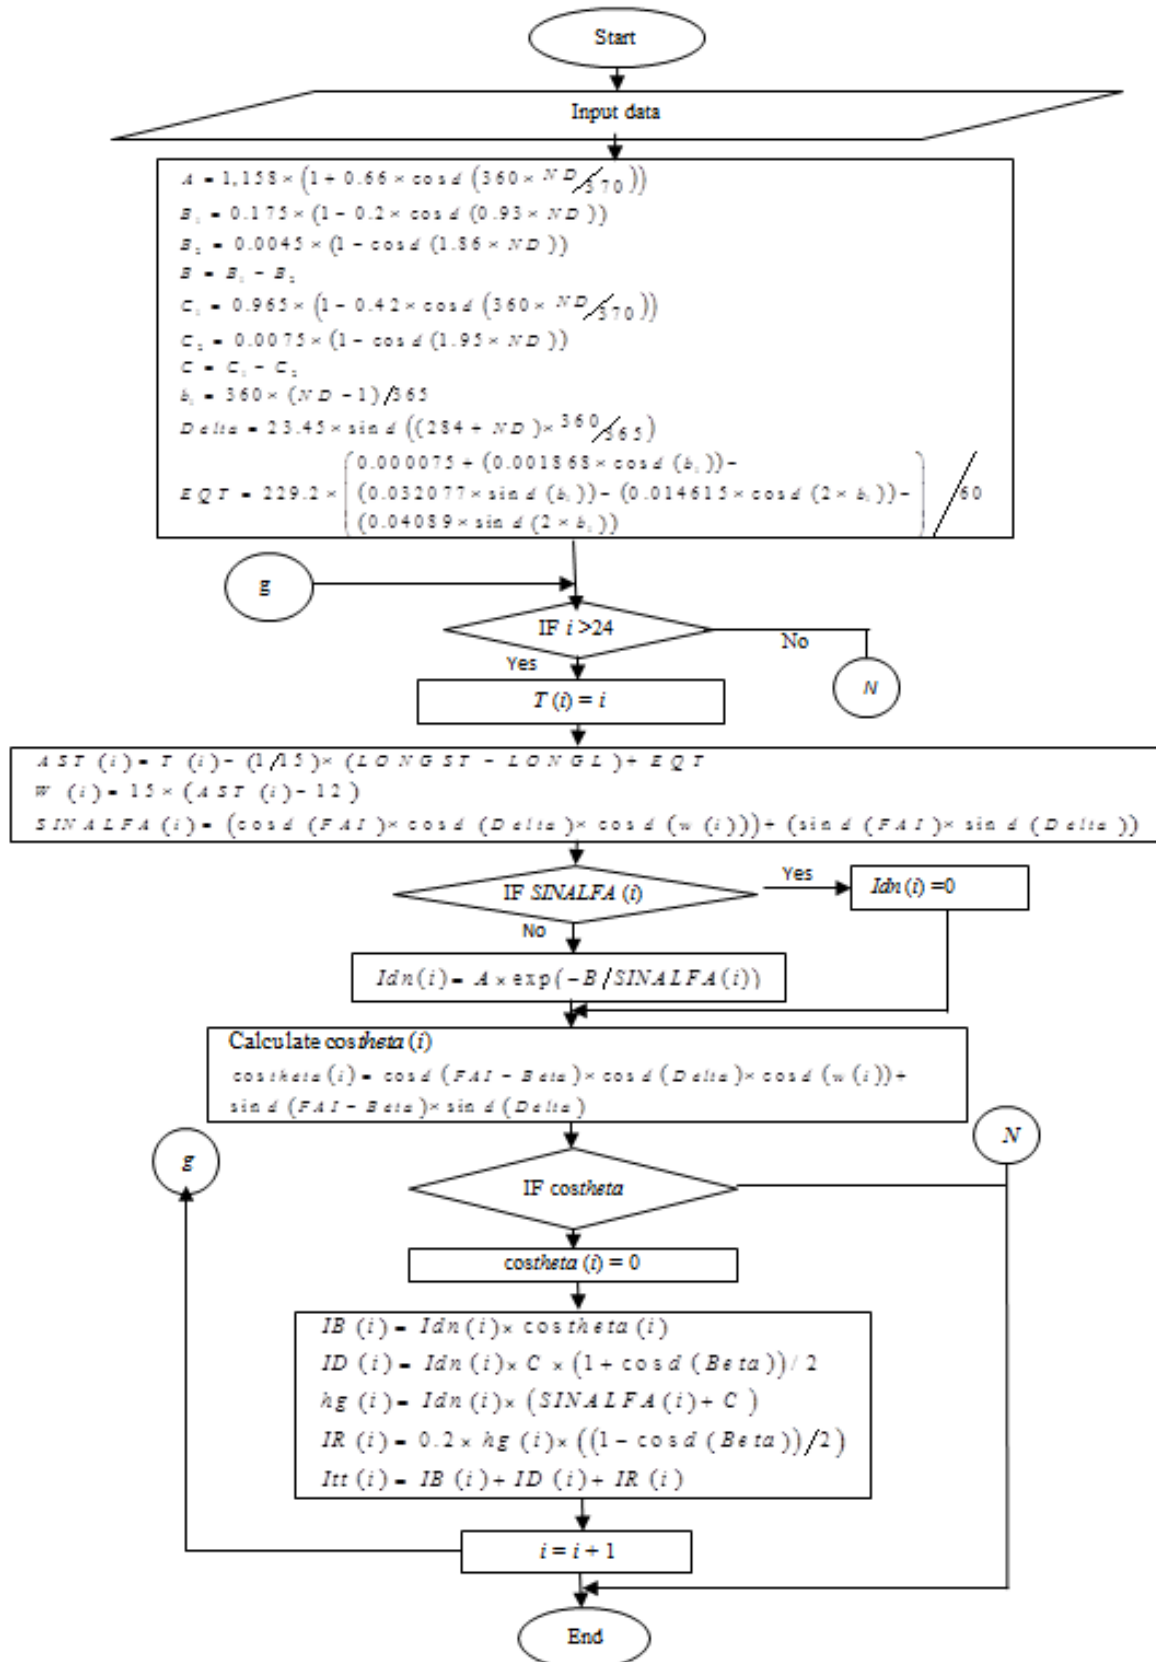 Start
Input data
A = 1,158 × (1 + 0.66 × cosd (360 × ND/370))
B₁ = 0.175 × (1 - 0.2 × cosd (0.93 × ND))
B₂ = 0.0045 × (1 - cosd (1.86 × ND))
B = B₁ - B₂
C₁ = 0.965 × (1 - 0.42 × cosd (360 × ND/370))
C₂ = 0.0075 × (1 - cosd (1.95 × ND))
C = C₁ - C₂
b₁ = 360 × (ND - 1)/365
Delta = 23.45 × sind ((284 + ND) × 360/365)
0.000075 + (0.001868 × cosd (b₁)) -
EQT = 229.2 × ( (0.032077 × sind (b₁)) - (0.014615 × cosd (2 × b₁)) - ) /60
(0.04089 × sind (2 × b₁))
g
IF i >24
No
Yes
N
T (i) = i
AST (i) = T (i) - (1/15) × (LONGST - LONGL) + EQT
W (i) = 15 × (AST (i) - 12)
SINALFA (i) = (cosd (FAI) × cosd (Delta) × cosd (w (i))) + (sind (FAI) × sind (Delta))
IF SINALFA (i)
Yes
Idn (i) =0
No
Idn(i) = A × exp(-B/SINALFA(i))
Calculate costheta (i)
costheta (i) = cosd (FAI - Beta) × cosd (Delta) × cosd (w (i)) +
sind (FAI - Beta) × sind (Delta)
N
g
IF costheta
costheta (i) = 0
IB (i) = Idn(i) × costheta(i)
ID (i) = Idn(i) × C × (1 + cosd (Beta)) / 2
hg (i) = Idn(i) × (SINALFA(i) + C)
IR (i) = 0.2 × hg (i) × ((1 - cosd (Beta))/2)
Itt (i) = IB (i) + ID (i) + IR (i)
i = i + 1
End